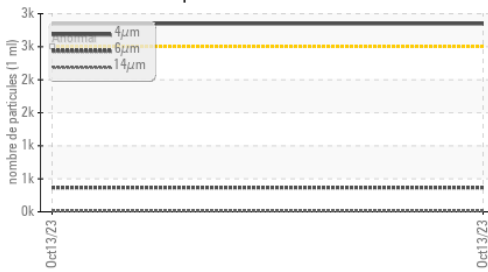 3k
3k
2k
2k
1k
1k
0k
nombre de particules (1 ml)
Anormal
4µm
6µm
14µm
Oct13/23
Oct13/23